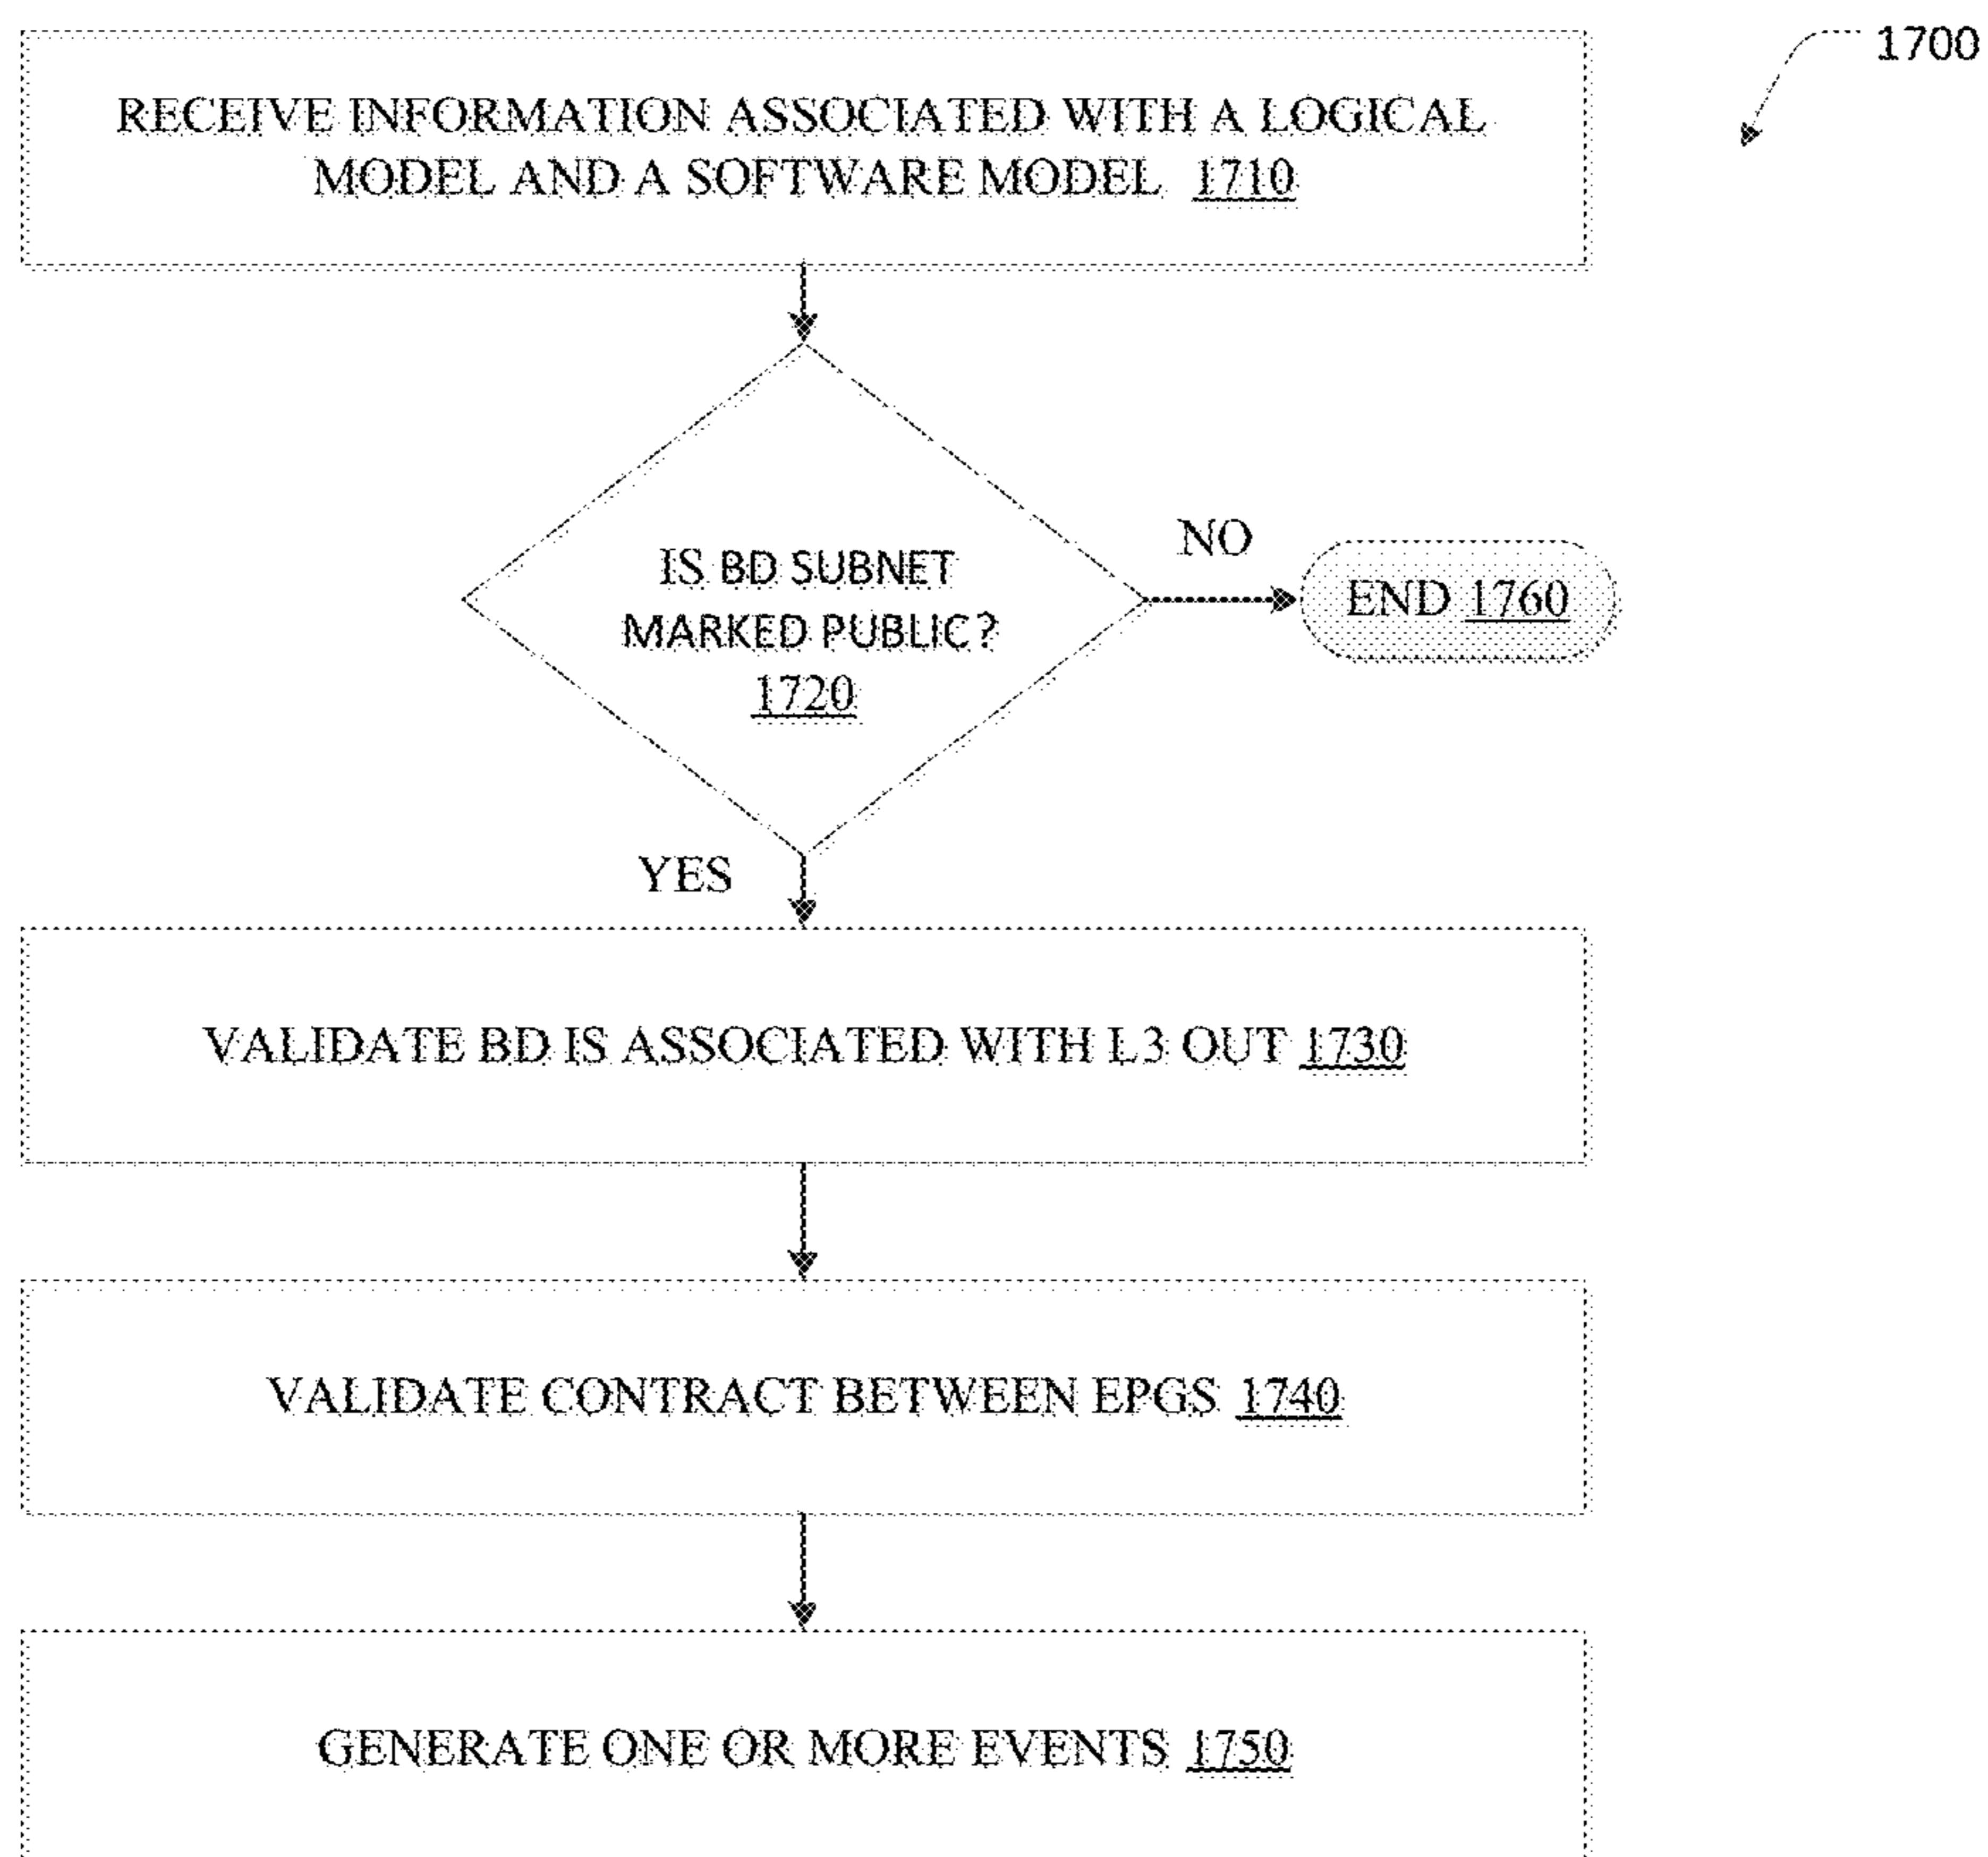 1700
RECEIVE INFORMATION ASSOCIATED WITH A LOGICAL
MODEL AND A SOFTWARE MODEL 1710
IS BD SUBNET
MARKED PUBLIC?
1720
NO
END 1760
YES
VALIDATE BD IS ASSOCIATED WITH L3 OUT 1730
VALIDATE CONTRACT BETWEEN EPGS 1740
GENERATE ONE OR MORE EVENTS 1750